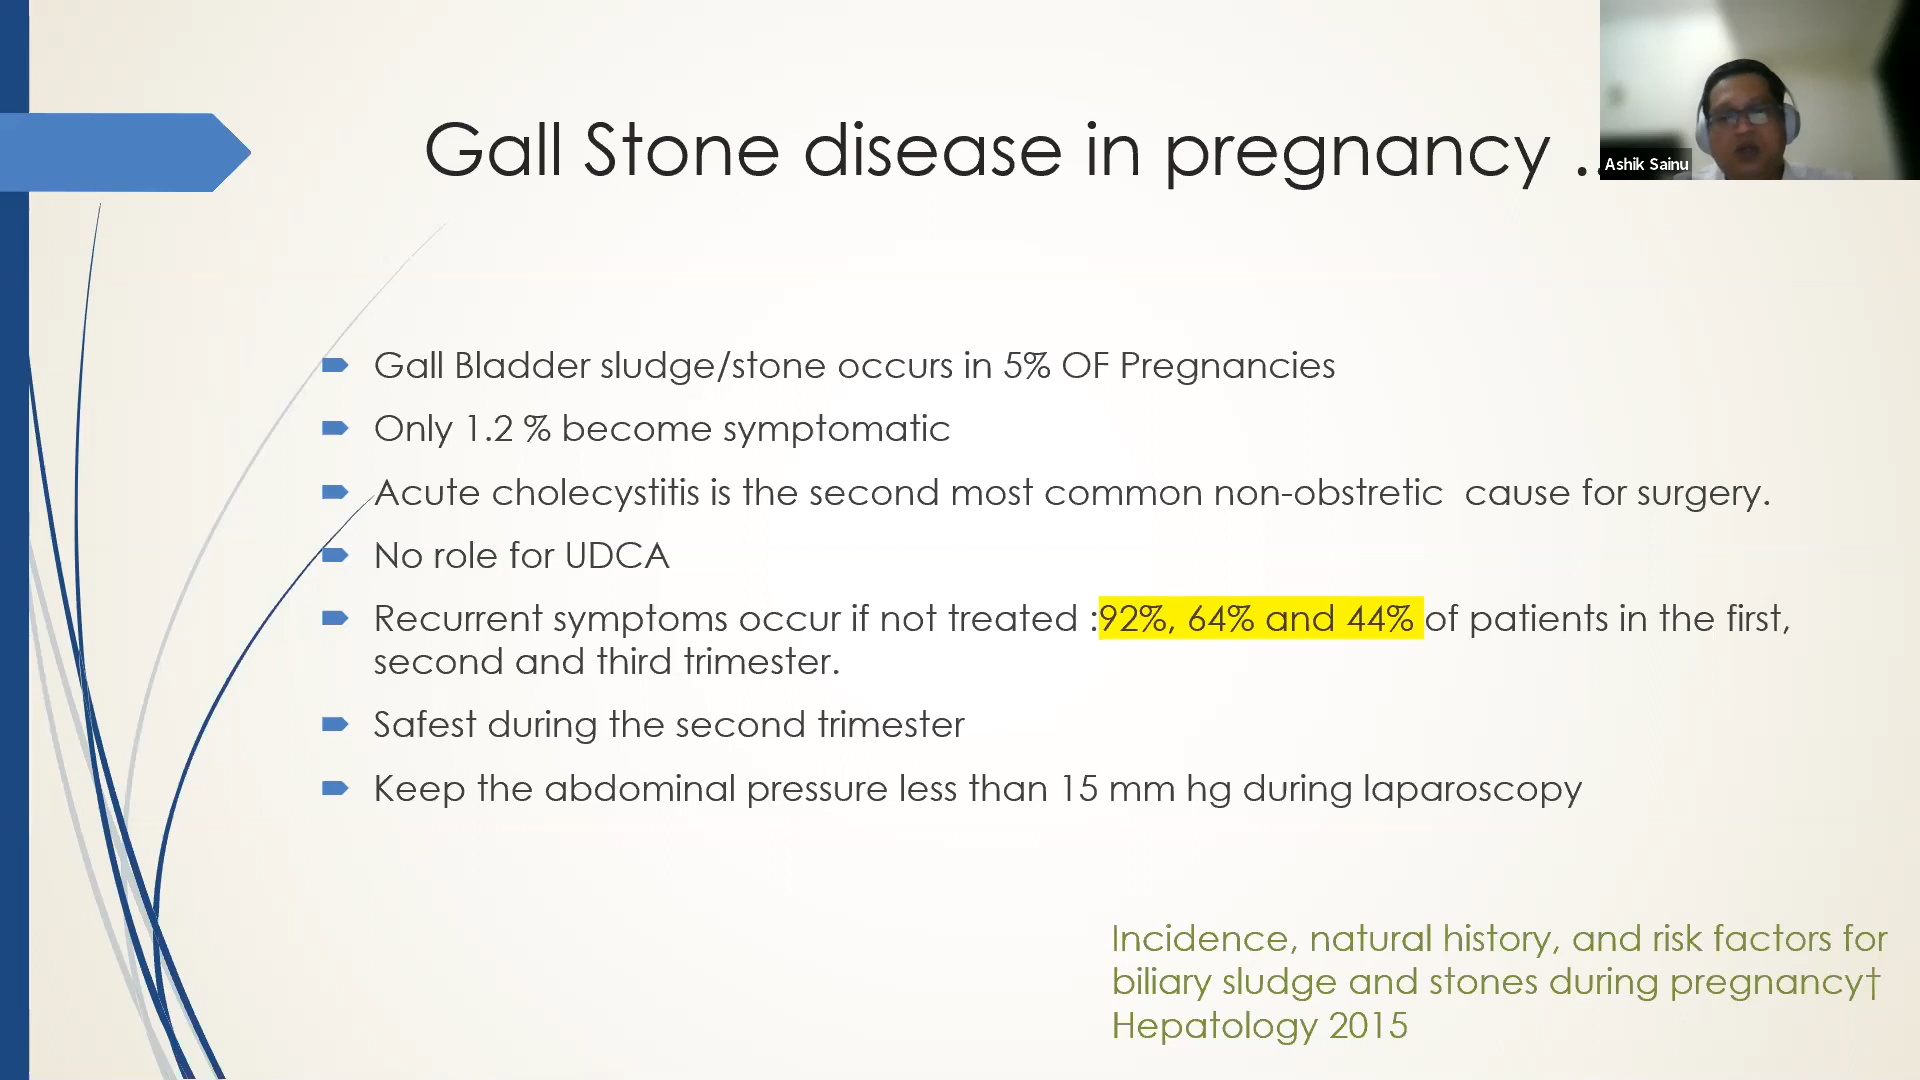 Gall Stone disease in pregnancy ..
Ashik Sainu
Gall Bladder sludge/stone occurs in 5% OF Pregnancies
Only 1.2 % become symptomatic
Acute cholecystitis is the second most common non-obstretic cause for surgery.
No role for UDCA
Recurrent symptoms occur if not treated :92%, 64% and 44% of patients in the first,
second and third trimester.
Safest during the second trimester
Keep the abdominal pressure less than 15 mm hg during laparoscopy
Incidence, natural history, and risk factors for
biliary sludge and stones during pregnancy†
Hepatology 2015